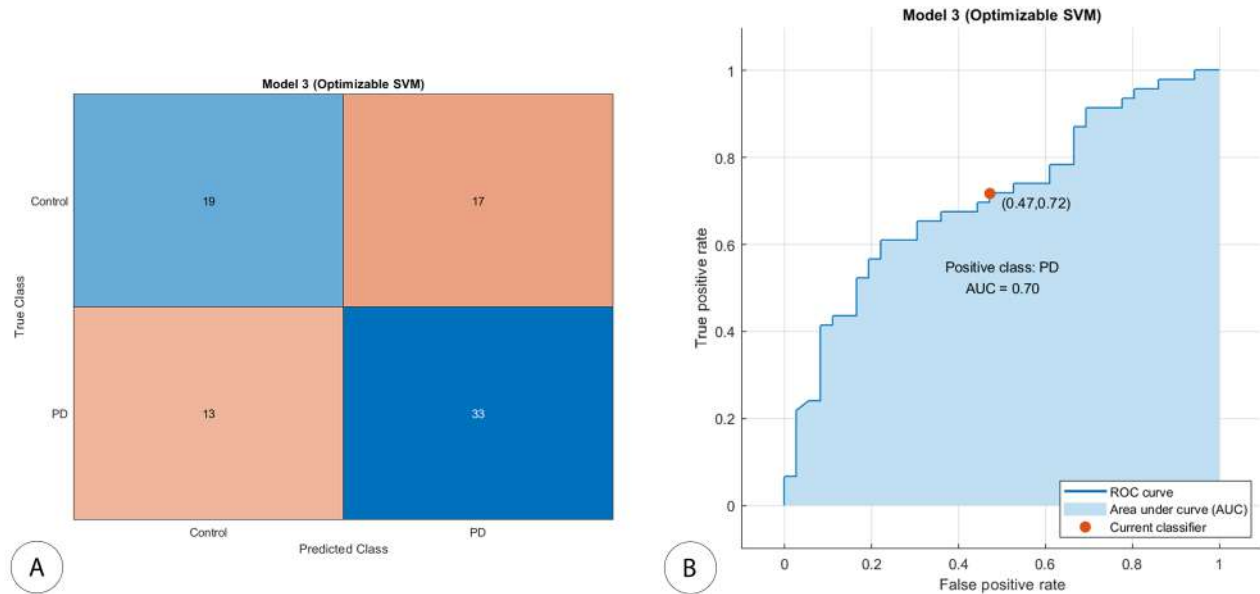 Model 3 (Optimizable SVM)
Control
19
17
True Class
PD
13
33
Control
PD
Predicted Class
A
Model 3 (Optimizable SVM)
1
0.8
0.6
0.4
0.2
0
True positive rate
(0.47,0.72)
Positive class: PD
AUC = 0.70
ROC curve
Area under curve (AUC)
Current classifier
0
0.2
0.4
0.6
0.8
1
False positive rate
B